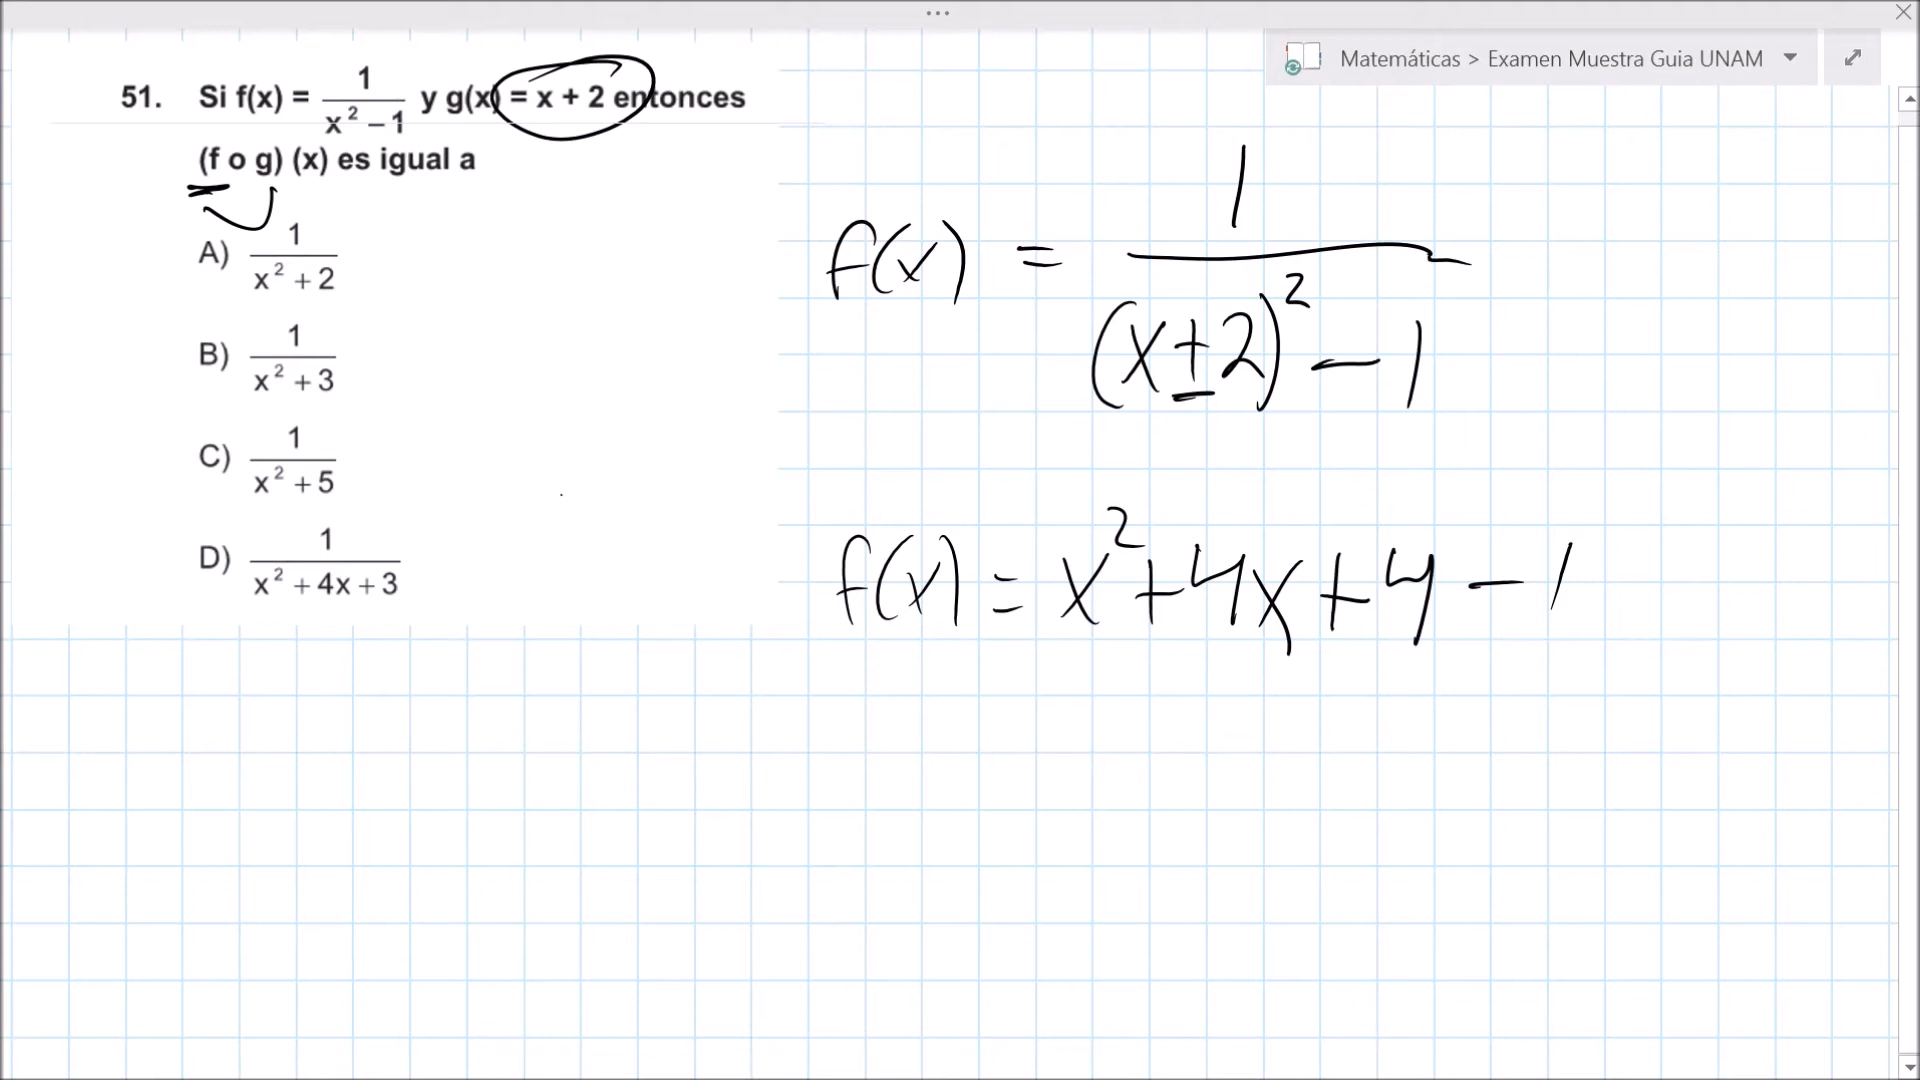 Matemáticas > Examen Muestra Guia UNAM
51. Si f(x) = 1/(x² – 1) y g(x) = x + 2 entonces
(f o g) (x) es igual a
A) 1/(x² + 2)
B) 1/(x² + 3)
C) 1/(x² + 5)
D) 1/(x² + 4x + 3)
f(x) = 1/((x+2)² – 1)
f(x) = x² + 4x + 4 – 1